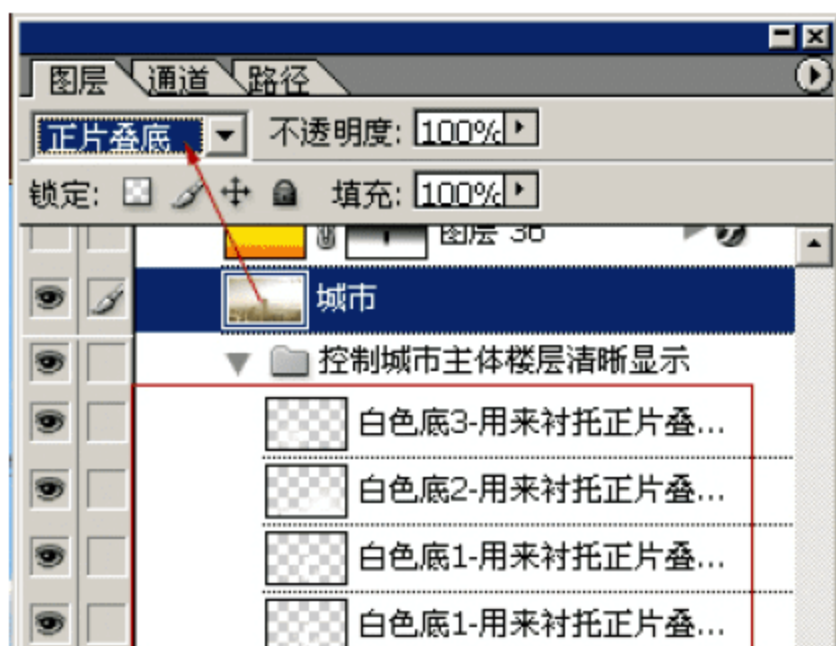 图层 通道 路径
正片叠底 不透明度: 100%
锁定: 填充: 100%
图层 36
城市
控制城市主体楼层清晰显示
白色底3-用来衬托正片叠...
白色底2-用来衬托正片叠...
白色底1-用来衬托正片叠...
白色底1-用来衬托正片叠...